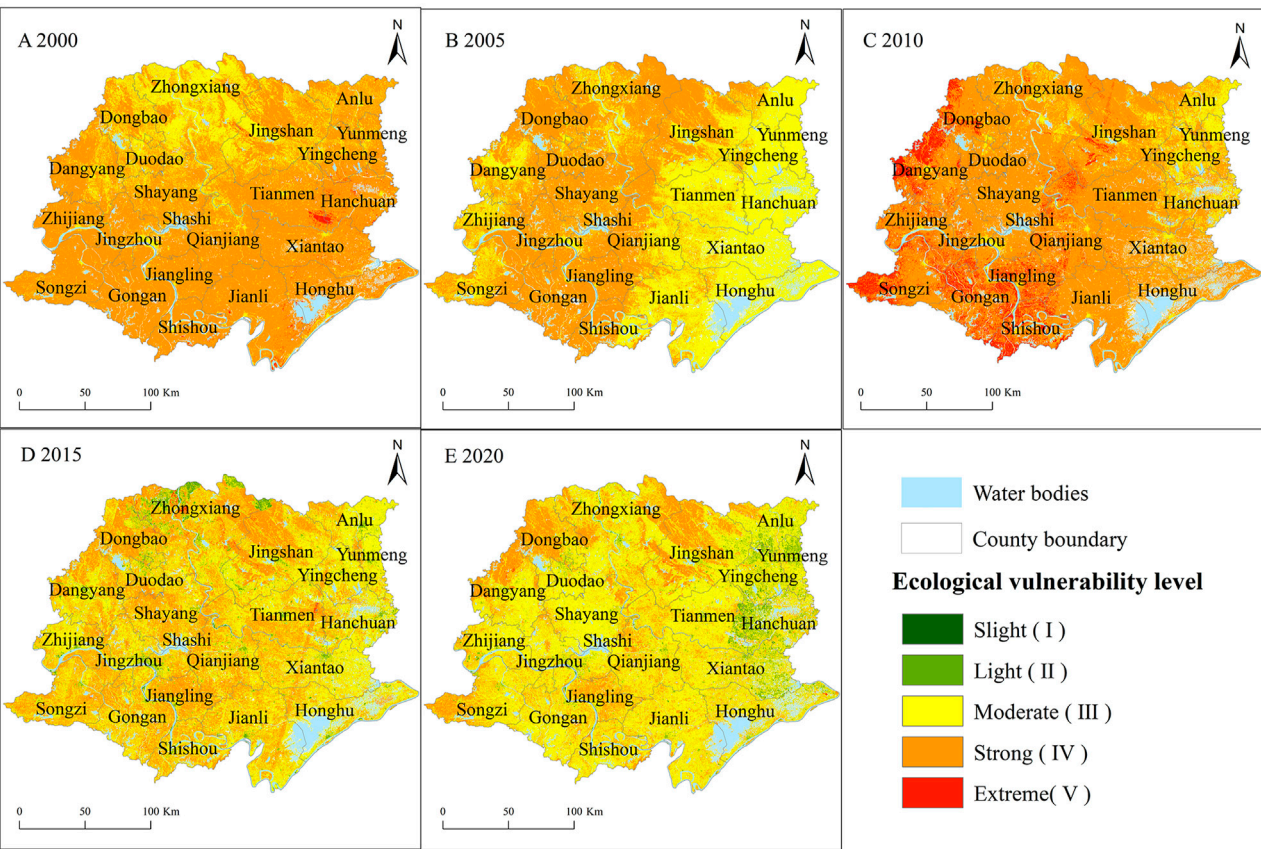 A 2000
N
Zhongxiang
Anlu
Dongbao
Jingshan
Yunmeng
Duodao
Yingcheng
Dangyang
Shayang
Tianmen
Hanchuan
Zhijiang
Shashi
Jingzhou
Qianjiang
Xiantao
Jiangling
Songzi
Gongan
Jianli
Honghu
Shishou
0 50 100 Km
B 2005
N
Zhongxiang
Anlu
Dongbao
Jingshan
Yunmeng
Duodao
Yingcheng
Dangyang
Shayang
Tianmen
Hanchuan
Zhijiang
Shashi
Jingzhou
Qianjiang
Xiantao
Jiangling
Songzi
Gongan
Jianli
Honghu
Shishou
0 50 100 Km
C 2010
N
Zhongxiang
Anlu
Dongbao
Jingshan
Yunmeng
Duodao
Yingcheng
Dangyang
Shayang
Tianmen
Hanchuan
Zhijiang
Shashi
Jingzhou
Qianjiang
Xiantao
Jiangling
Songzi
Gongan
Jianli
Honghu
Shishou
0 50 100 Km
D 2015
N
Zhongxiang
Anlu
Dongbao
Jingshan
Yunmeng
Duodao
Yingcheng
Dangyang
Shayang
Tianmen
Hanchuan
Zhijiang
Shashi
Jingzhou
Qianjiang
Xiantao
Jiangling
Songzi
Gongan
Jianli
Honghu
Shishou
0 50 100 Km
E 2020
N
Zhongxiang
Anlu
Dongbao
Jingshan
Yunmeng
Duodao
Yingcheng
Dangyang
Shayang
Tianmen
Hanchuan
Zhijiang
Shashi
Jingzhou
Qianjiang
Xiantao
Jiangling
Songzi
Gongan
Jianli
Honghu
Shishou
0 50 100 Km
Water bodies
County boundary
Ecological vulnerability level
Slight ( I )
Light ( II )
Moderate ( III )
Strong ( IV )
Extreme( V )